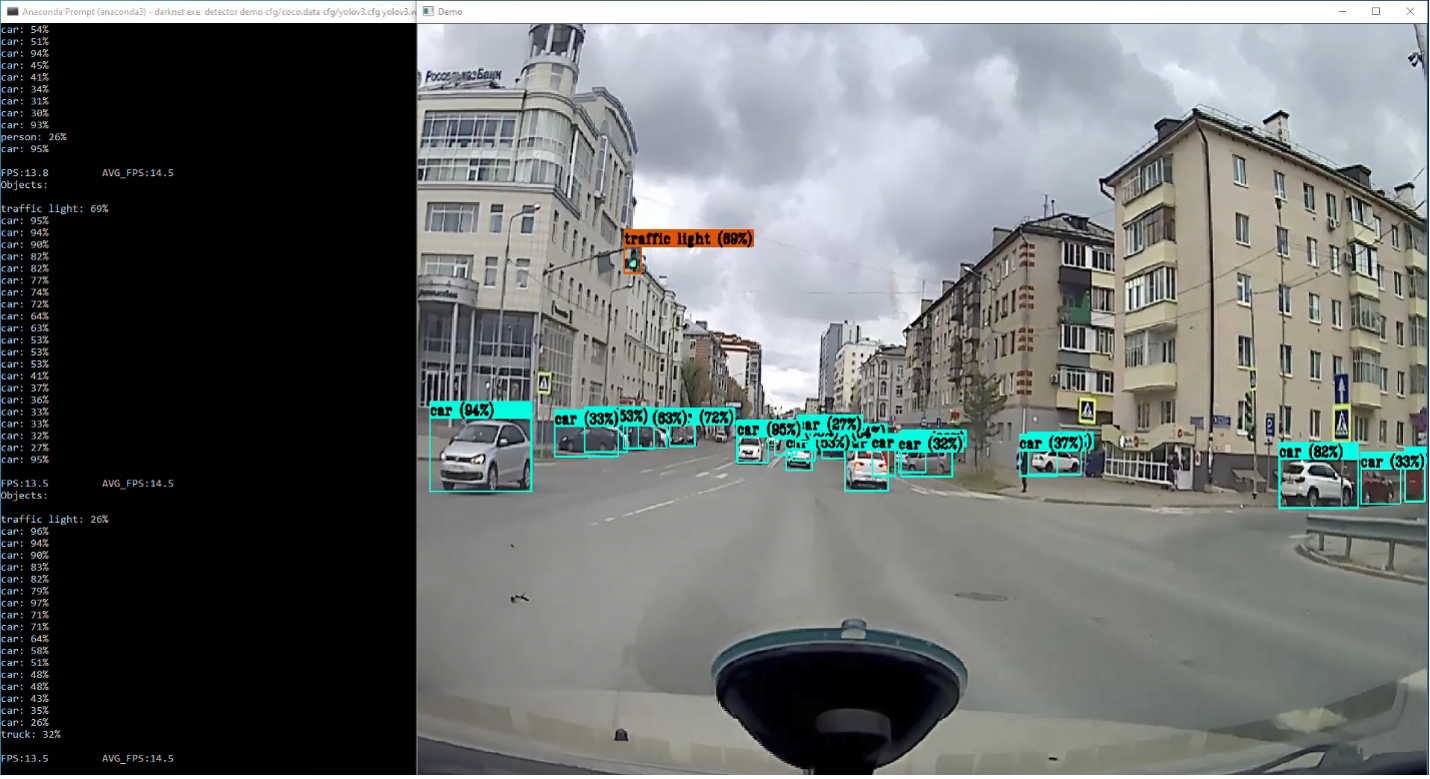 Anaconda Prompt (anaconda3) - darknet.exe detector demo cfg/coco.data cfg/yolov3.cfg yolov3.w
car: 54%
car: 51%
car: 94%
car: 45%
car: 41%
car: 34%
car: 31%
car: 30%
car: 93%
person: 26%
car: 95%
FPS:13.8 AVG_FPS:14.5
Objects:
traffic light: 69%
car: 95%
car: 94%
car: 90%
car: 82%
car: 82%
car: 77%
car: 74%
car: 72%
car: 64%
car: 63%
car: 53%
car: 53%
car: 53%
car: 41%
car: 37%
car: 36%
car: 33%
car: 33%
car: 32%
car: 27%
car: 95%
FPS:13.5 AVG_FPS:14.5
Objects:
traffic light: 26%
car: 96%
car: 94%
car: 90%
car: 83%
car: 82%
car: 79%
car: 97%
car: 71%
car: 71%
car: 64%
car: 58%
car: 51%
car: 48%
car: 48%
car: 43%
car: 35%
car: 26%
truck: 32%
FPS:13.5 AVG_FPS:14.5
Demo
РоссельхозБанк
traffic light (69%)
car (94%)
car (33%) 53%) (63%) (72%)
car (95%)
ar (27%)
(53%)
car
car (32%)
car (37%)
car (82%)
car (33%)